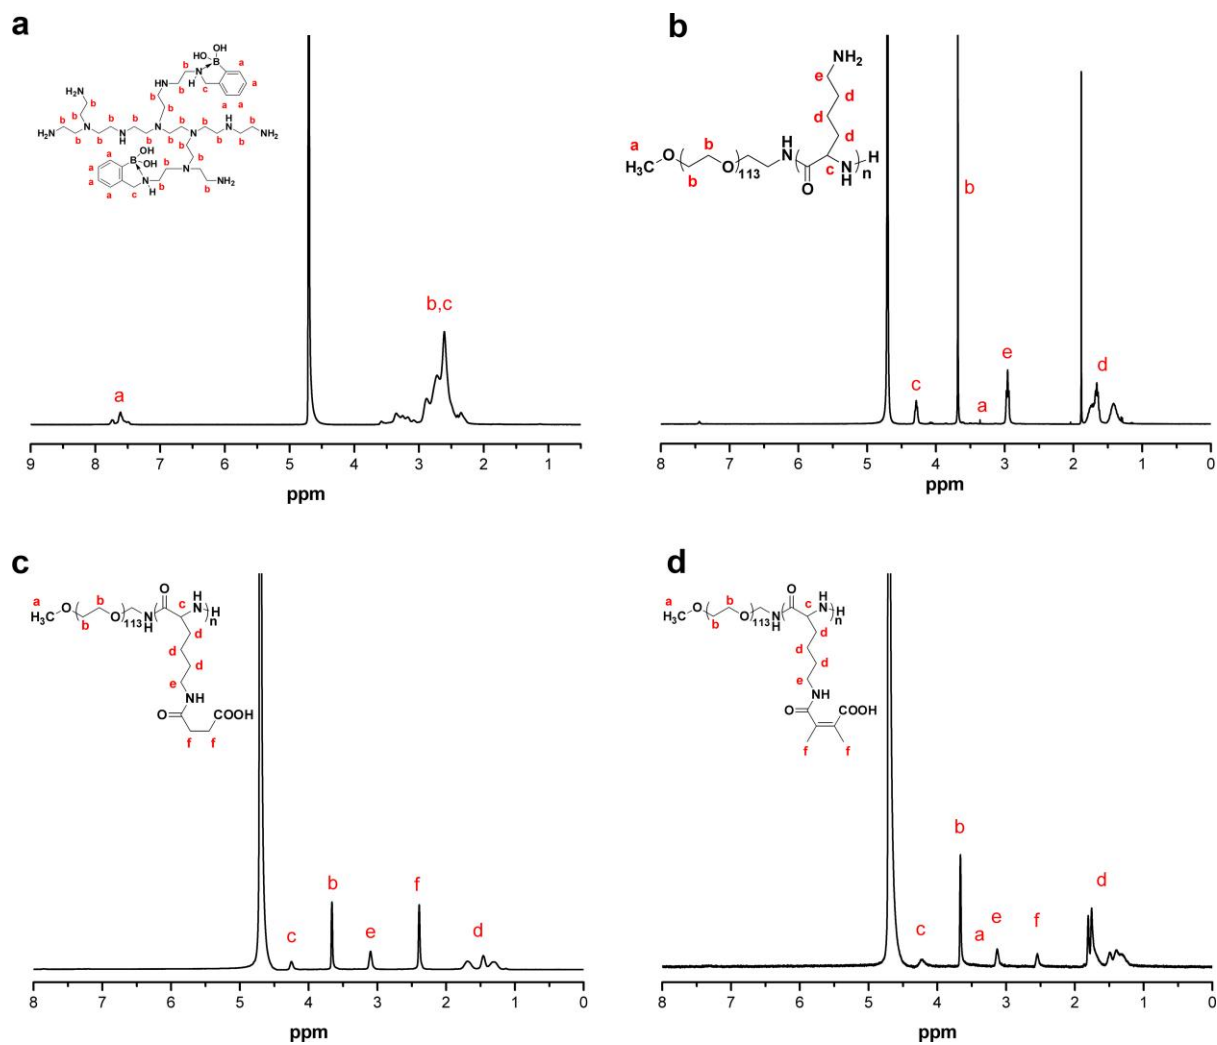 a
OH
HO B
b b N
HN b H c
a a a a
NH2
b b b
H2N b N b N H b N b N b N H b NH2
b b
OH
B OH
a a a a
c N H b N b NH2
a
b,c
9 8 7 6 5 4 3 2 1
ppm
b
NH2
e
d
d
d
a b
H3C O ( O ) 113 NH ( N H ) n H
b O c
b
c
a
e
d
8 7 6 5 4 3 2 1 0
ppm
c
O
a b c H
H3C O ( O ) 113 N H ( N ) n H
b d
d
d
e
NH
O COOH
f f
c
b
e
f
d
8 7 6 5 4 3 2 1 0
ppm
d
O
a b c H
H3C O ( O ) 113 N H ( N ) n H
b d
d
d
e
NH
O COOH
f f
c
b
a
e
f
d
8 7 6 5 4 3 2 1 0
ppm